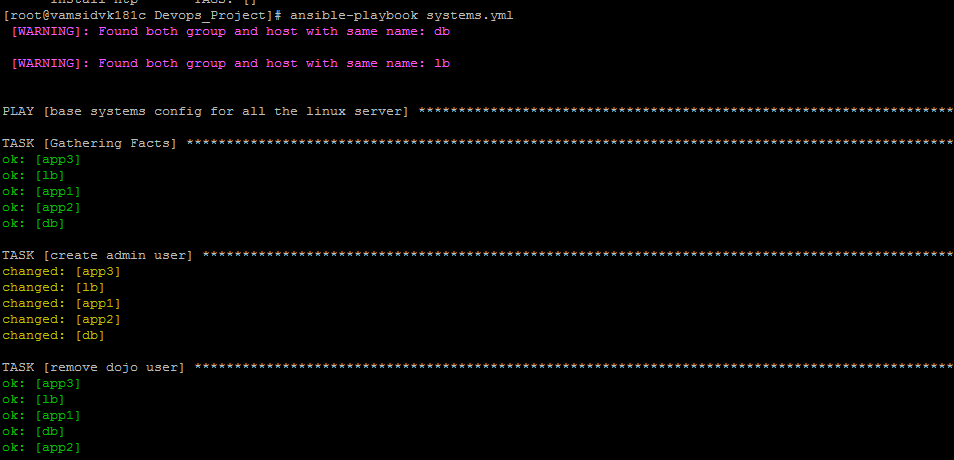 install ntp TAGS: []
[root@vamsidvk181c Devops_Project]# ansible-playbook systems.yml
[WARNING]: Found both group and host with same name: db
[WARNING]: Found both group and host with same name: lb
PLAY [base systems config for all the linux server] *******************************************************************
TASK [Gathering Facts] ************************************************************************************************
ok: [app3]
ok: [lb]
ok: [app1]
ok: [app2]
ok: [db]
TASK [create admin user] **********************************************************************************************
changed: [app3]
changed: [lb]
changed: [app1]
changed: [app2]
changed: [db]
TASK [remove dojo user] ***********************************************************************************************
ok: [app3]
ok: [lb]
ok: [app1]
ok: [db]
ok: [app2]